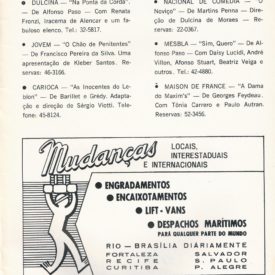 ● DULCINA — "Na Ponta da Corda".
— De Alfonso Paso — Com Renata
Fronzi, Iracema de Alencar e um fa-
buloso elenco. Tel.: 32-5817.
● JOVEM — "O Chão de Penitentes"
— De Francisco Pereira da Silva. Uma
apresentação de Kleber Santos. Re-
servas: 46-3166.
● CARIOCA — "As Inocentes do Le-
blon" — De Barillet e Grédy. Adapta-
ção e direção de Sérgio Viotti. Tele-
fone: 45-8124.
● NACIONAL DE COMÉDIA — "O
Noviço" — De Martins Penna — Dire-
ção de Dulcina de Moraes — Reser-
vas: 22-0367.
● MESBLA — "Sim, Quero" — De Al-
fonso Paso — Com Daisy Lucidi, André
Villon, Afonso Stuart, Beatriz Veiga e
outros. Tel.: 42-4880.
● MAISON DE FRANCE — "A Dama
do Maxim's" — De Georges Feydeau.
Com Tônia Carrero e Paulo Autran.
Reservas: 52-3456.
Mudanças
LOCAIS,
INTERESTADUAIS
E INTERNACIONAIS
● ENGRADAMENTOS
● ENCAIXOTAMENTOS
● LIFT - VANS
● DESPACHOS MARÍTIMOS
PARA QUALQUER PARTE DO MUNDO
RIO — BRASÍLIA DIÀRIAMENTE
FORTALEZA SALVADOR
RECIFE S. PAULO
CURITIBA P. ALEGRE